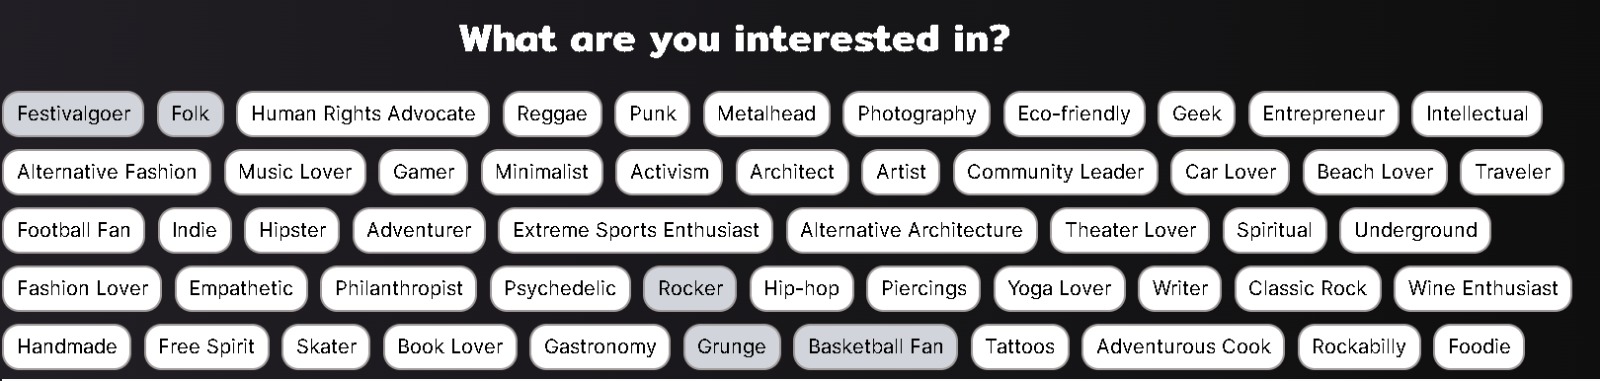 What are you interested in?
Festivalgoer Folk Human Rights Advocate Reggae Punk Metalhead Photography Eco-friendly Geek Entrepreneur Intellectual
Alternative Fashion Music Lover Gamer Minimalist Activism Architect Artist Community Leader Car Lover Beach Lover Traveler
Football Fan Indie Hipster Adventurer Extreme Sports Enthusiast Alternative Architecture Theater Lover Spiritual Underground
Fashion Lover Empathetic Philanthropist Psychedelic Rocker Hip-hop Piercings Yoga Lover Writer Classic Rock Wine Enthusiast
Handmade Free Spirit Skater Book Lover Gastronomy Grunge Basketball Fan Tattoos Adventurous Cook Rockabilly Foodie